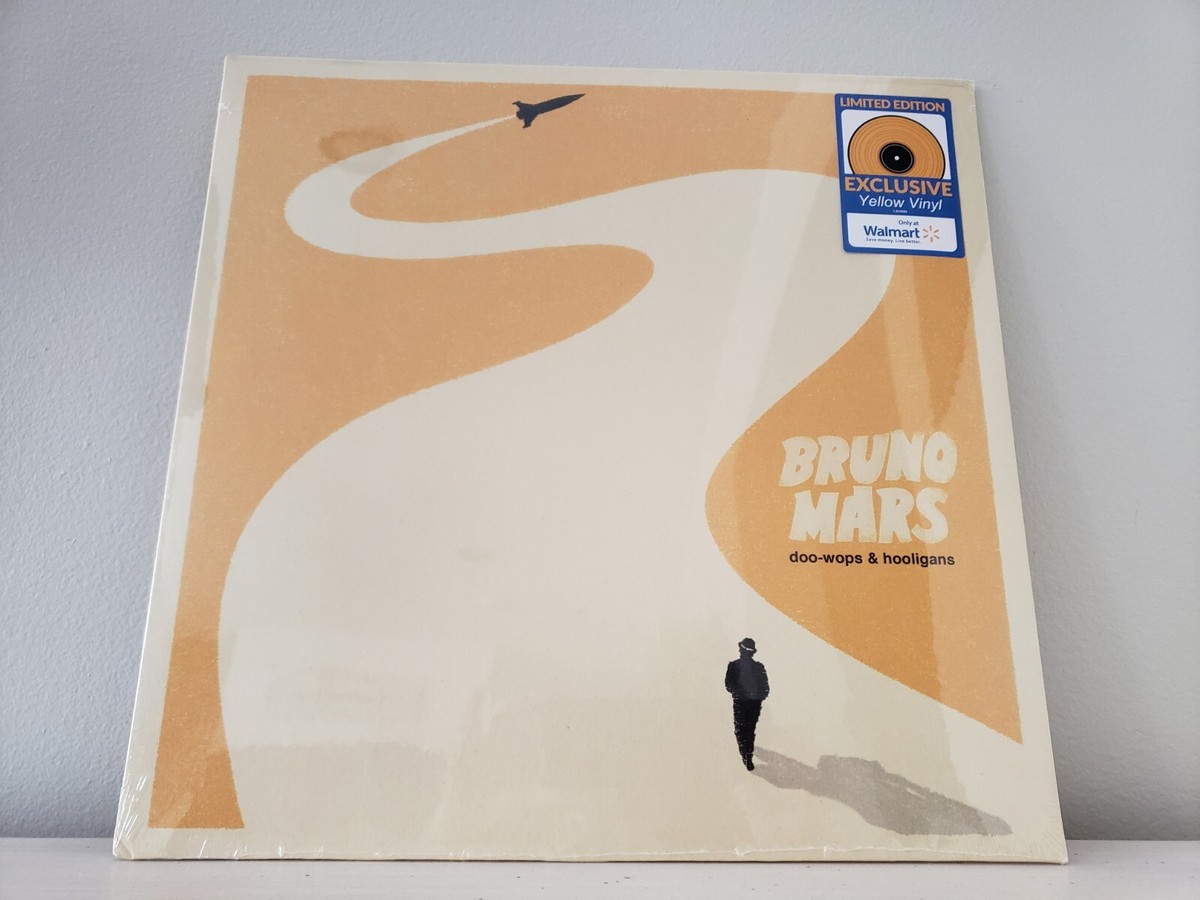 LIMITED EDITION
EXCLUSIVE
Yellow Vinyl
Only at
Walmart
Save money. Live better.
BRUNO
MARS
doo-wops & hooligans